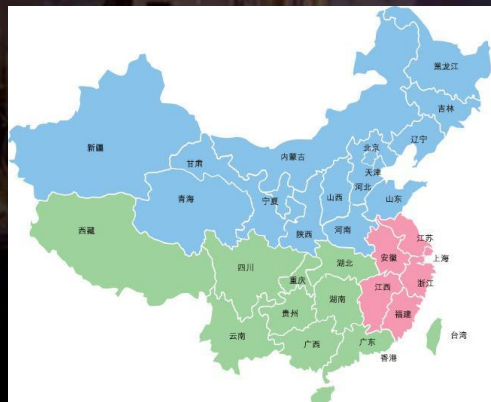 黑龙江
吉林
辽宁
内蒙古
新疆
甘肃
北京
天津
河北
山西
山东
青海
宁夏
陕西
河南
西藏
江苏
安徽
上海
四川
湖北
重庆
浙江
江西
湖南
贵州
福建
云南
广西
广东
台湾
香港